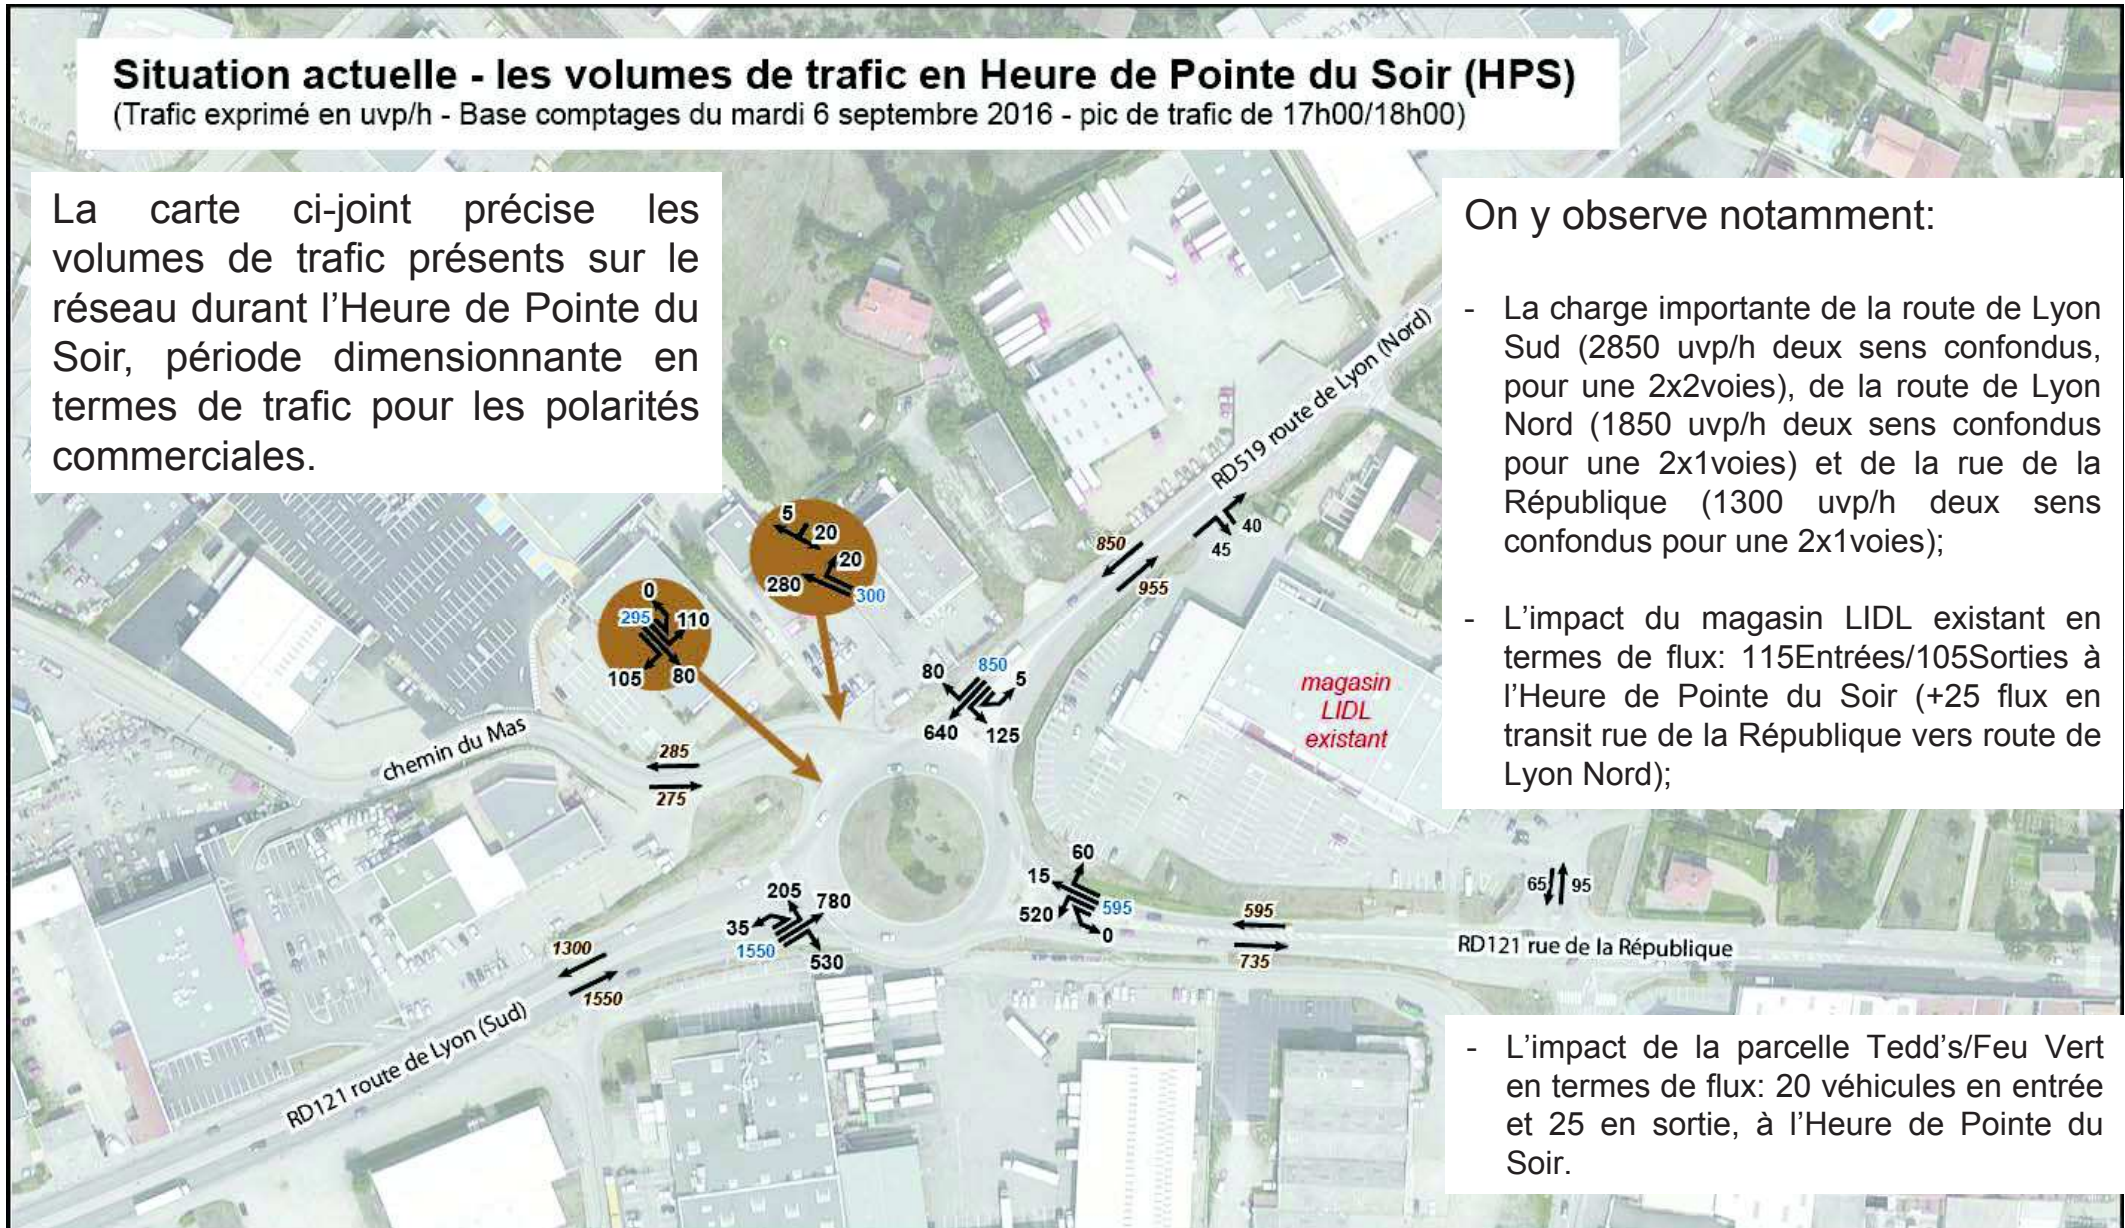 Situation actuelle - les volumes de trafic en Heure de Pointe du Soir (HPS)
(Trafic exprimé en uvp/h - Base comptages du mardi 6 septembre 2016 - pic de trafic de 17h00/18h00)
La carte ci-joint précise les
volumes de trafic présents sur le
réseau durant l'Heure de Pointe du
Soir, période dimensionnante en
termes de trafic pour les polarités
commerciales.
On y observe notamment:
- La charge importante de la route de Lyon
Sud (2850 uvp/h deux sens confondus,
pour une 2x2voies), de la route de Lyon
Nord (1850 uvp/h deux sens confondus
pour une 2x1voies) et de la rue de la
République (1300 uvp/h deux sens
confondus pour une 2x1voies);
- L'impact du magasin LIDL existant en
termes de flux: 115Entrées/105Sorties à
l'Heure de Pointe du Soir (+25 flux en
transit rue de la République vers route de
Lyon Nord);
- L'impact de la parcelle Tedd's/Feu Vert
en termes de flux: 20 véhicules en entrée
et 25 en sortie, à l'Heure de Pointe du
Soir.
RD519 route de Lyon (Nord)
5
20
20
280
300
850
955
40
45
0
295
110
105
80
80
850
5
640
125
magasin
LIDL
existant
chemin du Mas
285
275
60
15
595
520
0
65
95
205
780
35
1550
530
595
735
RD121 rue de la République
1300
1550
RD121 route de Lyon (Sud)